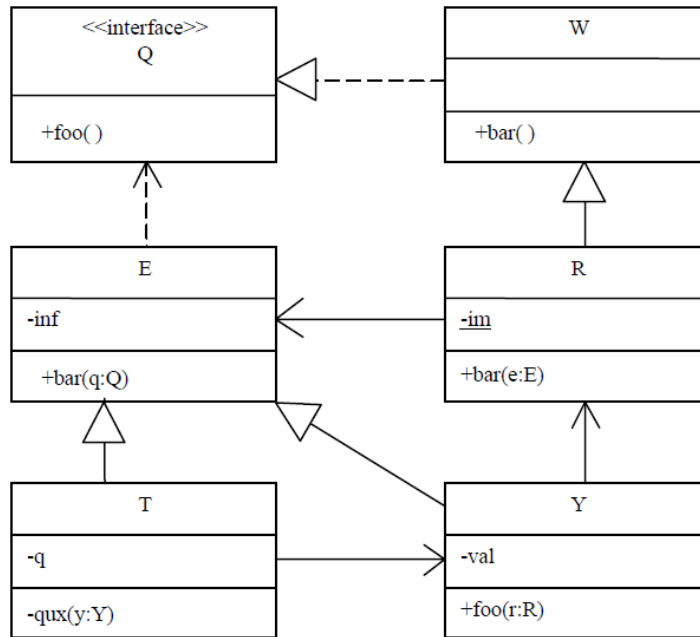 <<interface>>
Q
+foo( )
W
+bar( )
E
-inf
+bar(q:Q)
R
-im
+bar(e:E)
T
-q
-qux(y:Y)
Y
-val
+foo(r:R)